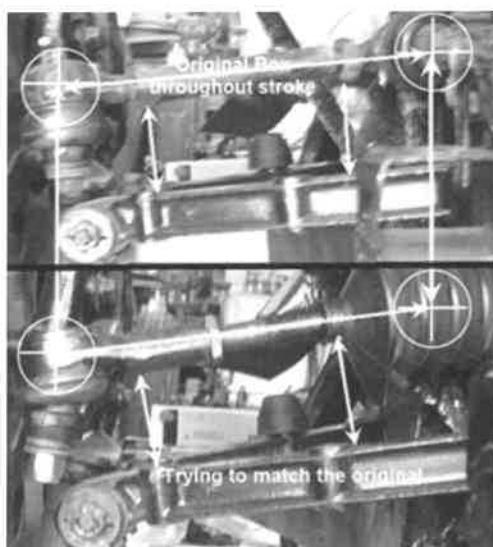 Original Box
throughout stroke
Trying to match the original